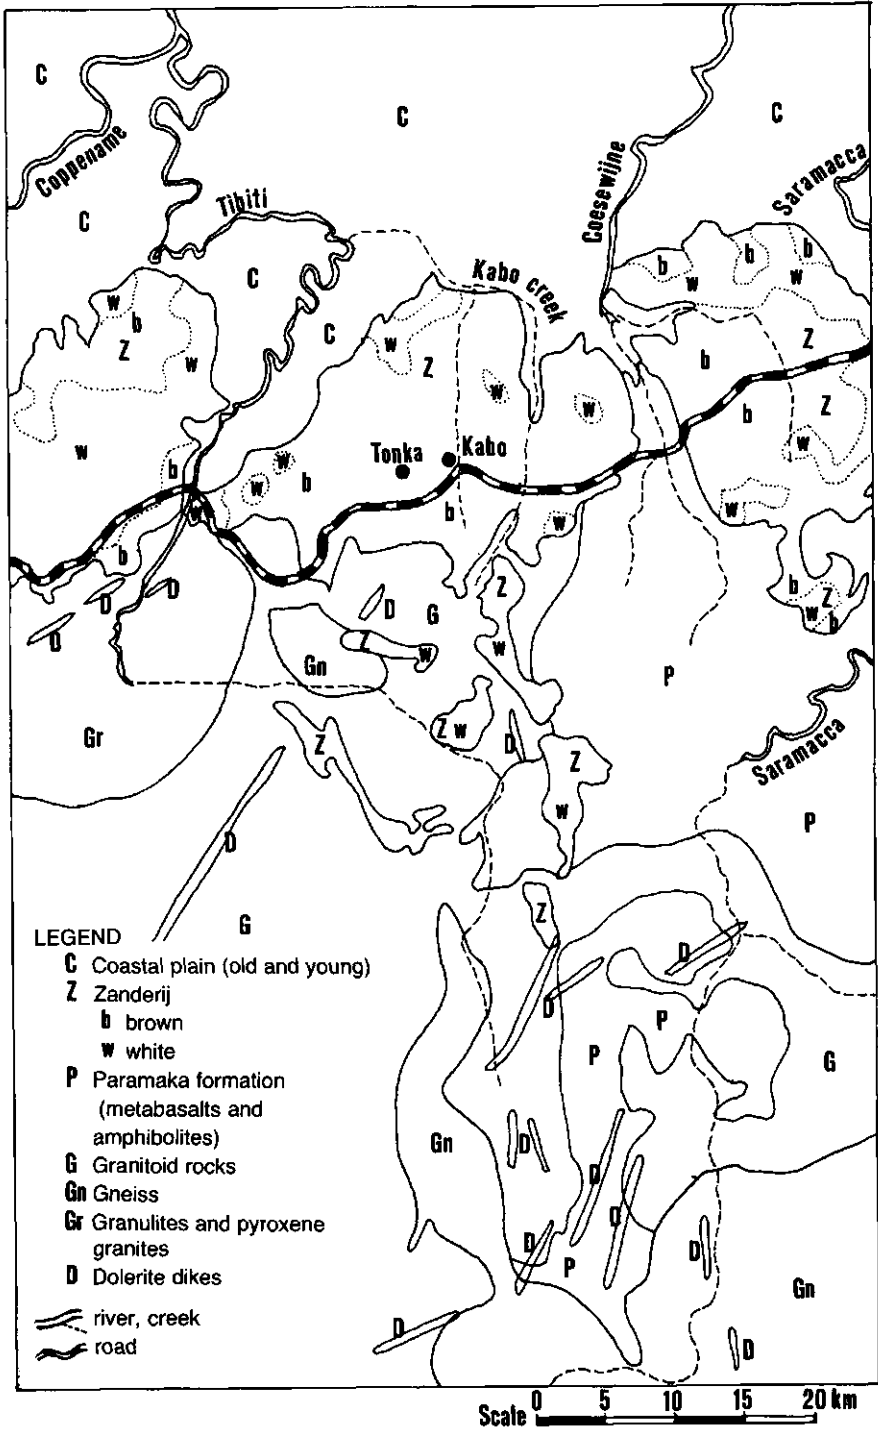 C
C
C
Coppename
Coesewijne
Saramacca
C
Tibiti
b
b
b
C
Kabo creek
w
w
w
b
C
Z
Z
w
w
Z
b
w
w
b
Z
w
Tonka
Kabo
w
b
w
w
b
w
b
w
w
w
b
b
Z
b
D
D
D
D
G
w
b
D
w
Gn
w
P
Gr
Z
Z w
D
Z
Saramacca
w
P
D
G
Z
D
D
P
P
G
Gn
D
D
D
D
D
P
Gn
D
D
LEGEND
C Coastal plain (old and young)
Z Zanderij
b brown
w white
P Paramaka formation
(metabasalts and
amphibolites)
G Granitoid rocks
Gn Gneiss
Gr Granulites and pyroxene
granites
D Dolerite dikes
river, creek
road
Scale 0 5 10 15 20 km